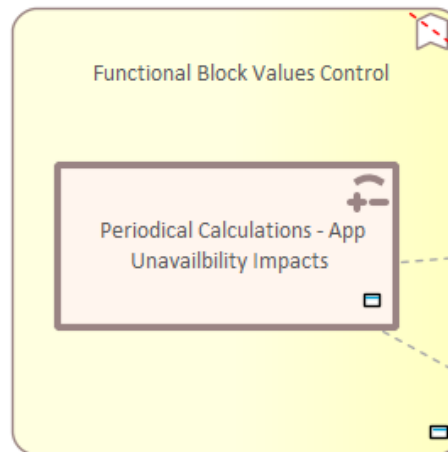 Functional Block Values Control
Periodical Calculations - App
Unavailbility Impacts